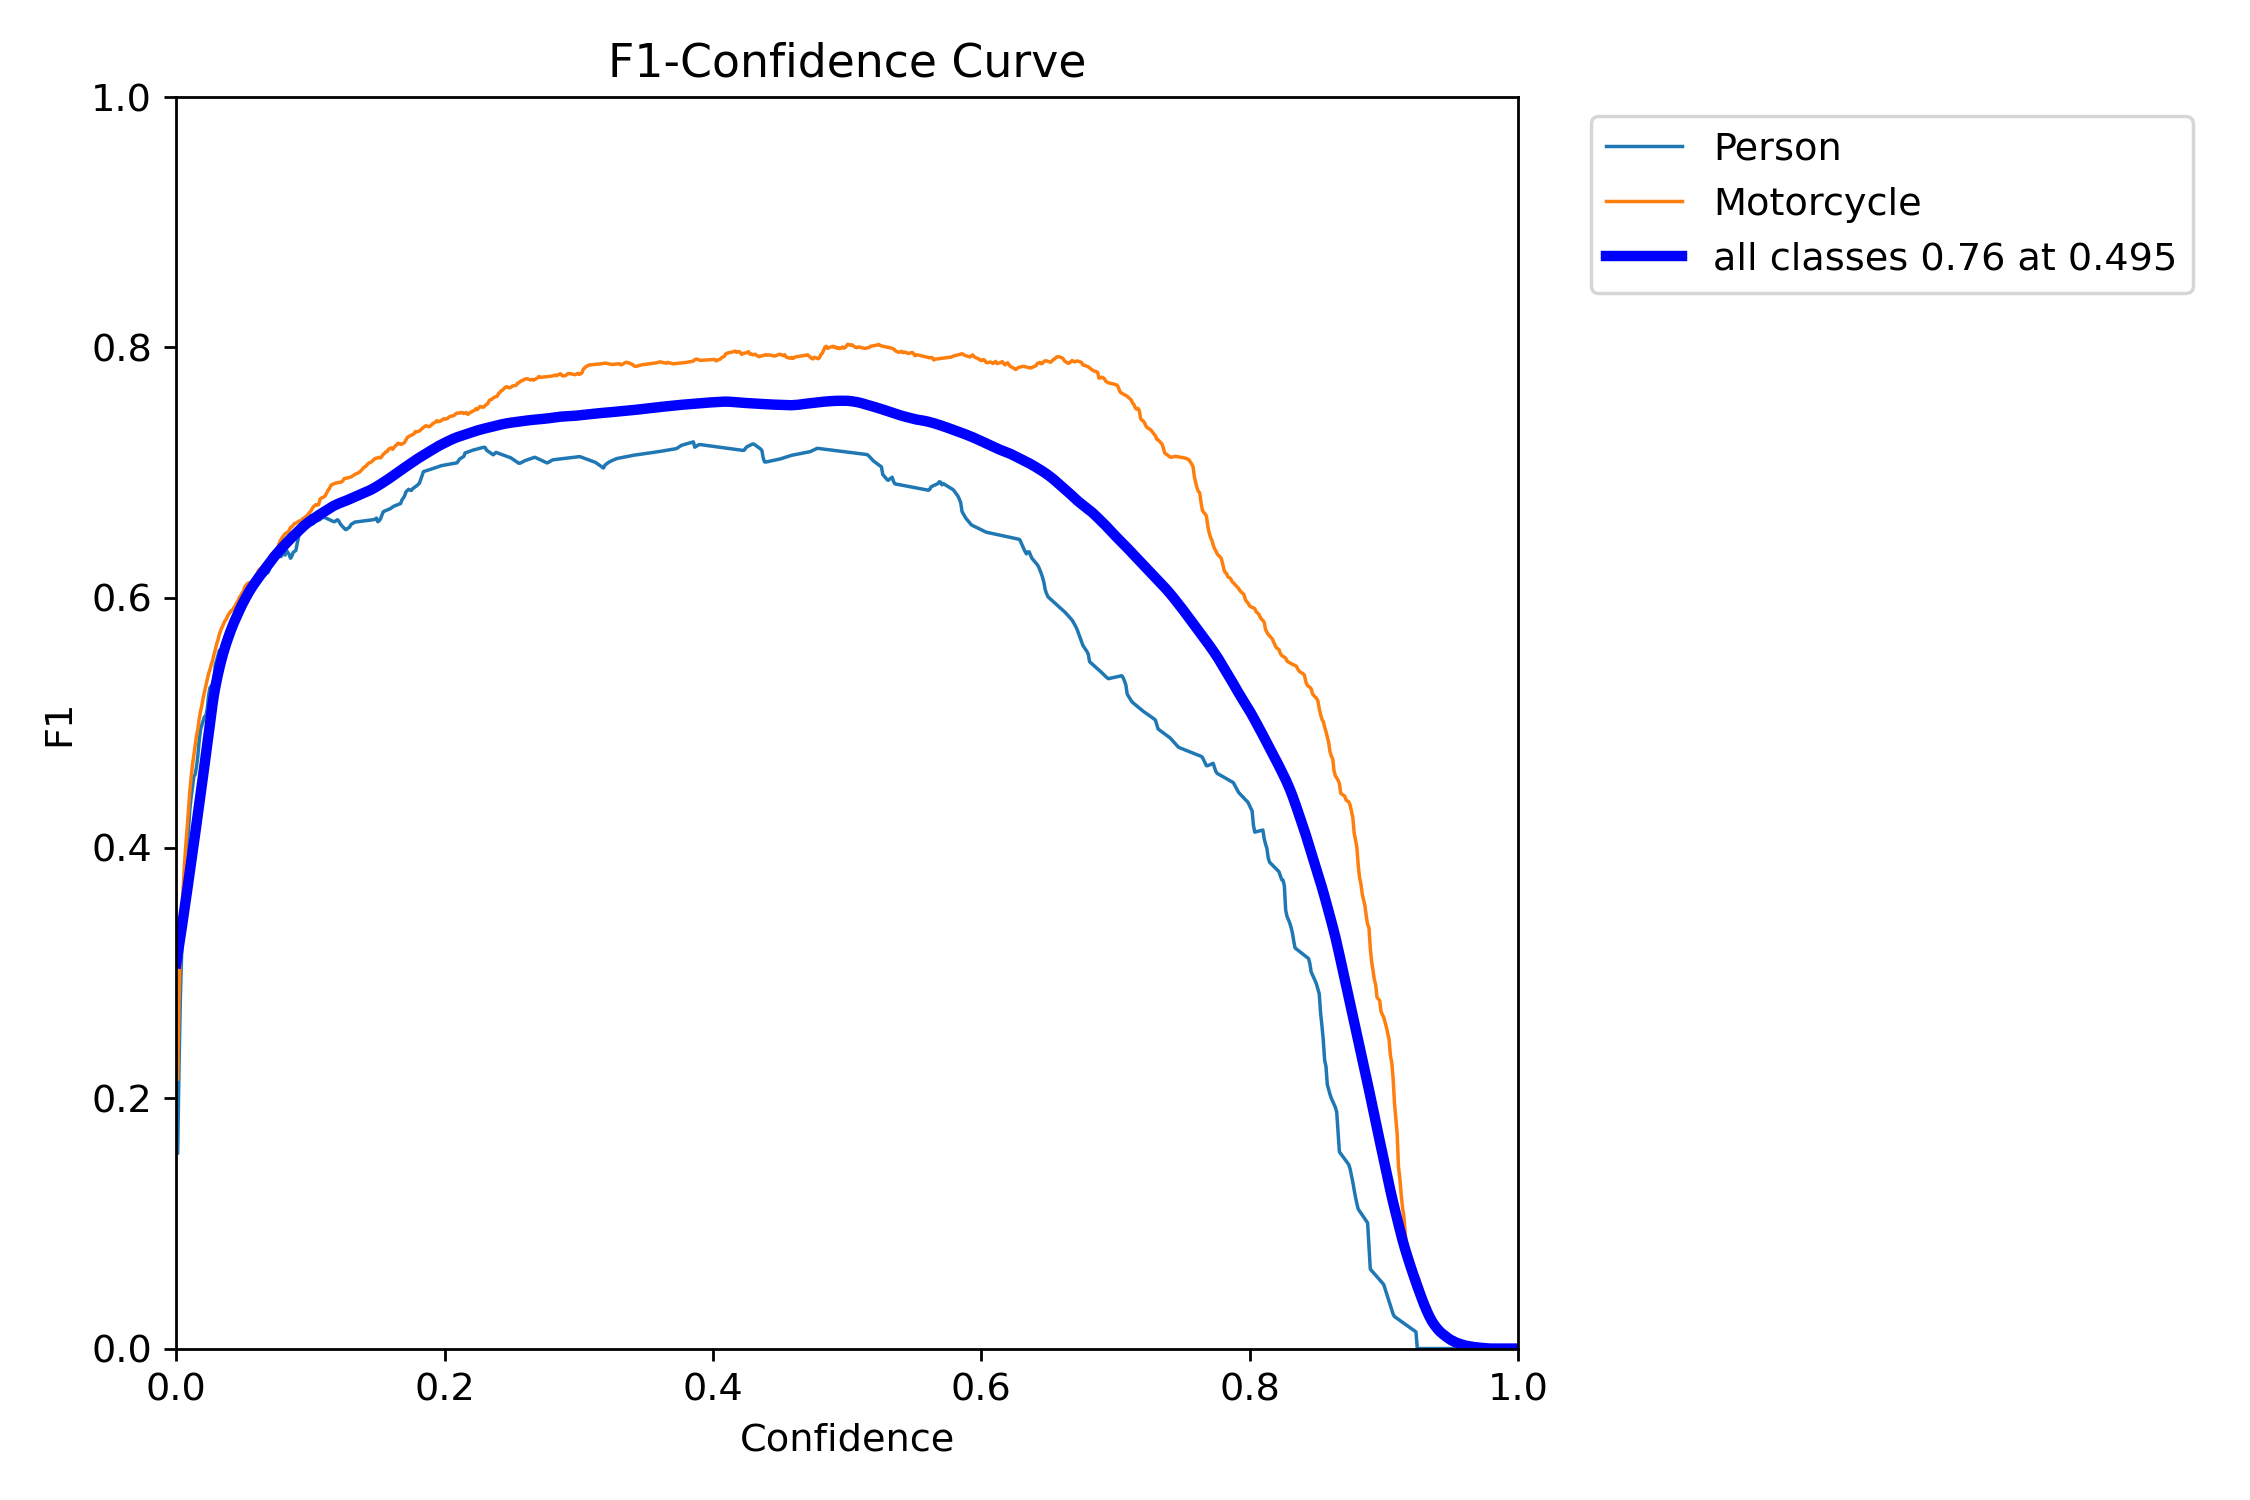 F1-Confidence Curve
1.0
0.8
0.6
0.4
0.2
0.0
F1
0.0 0.2 0.4 0.6 0.8 1.0
Confidence
Person
Motorcycle
all classes 0.76 at 0.495